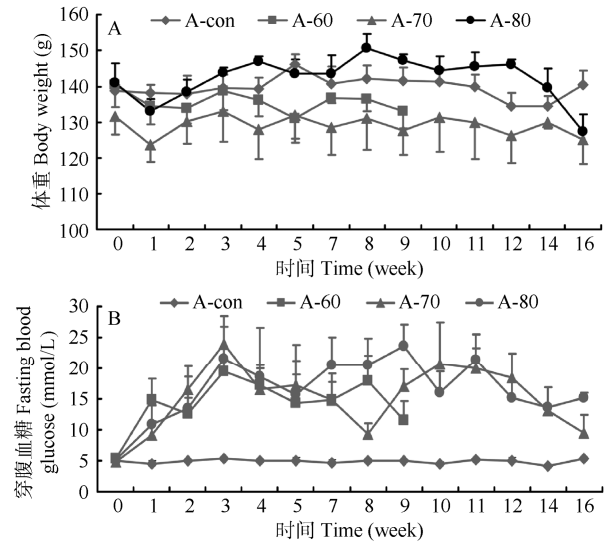 A-con A-60 A-70 A-80
160
A
150
140
130
120
110
100
体重 Body weight (g)
0 1 2 3 4 5 7 8 9 10 11 12 14 16
时间 Time (week)
A-con A-60 A-70 A-80
30
B
25
20
15
10
5
0
穿腹血糖 Fasting blood
glucose (mmol/L)
0 1 2 3 4 5 7 8 9 10 11 12 14 16
时间 Time (week)